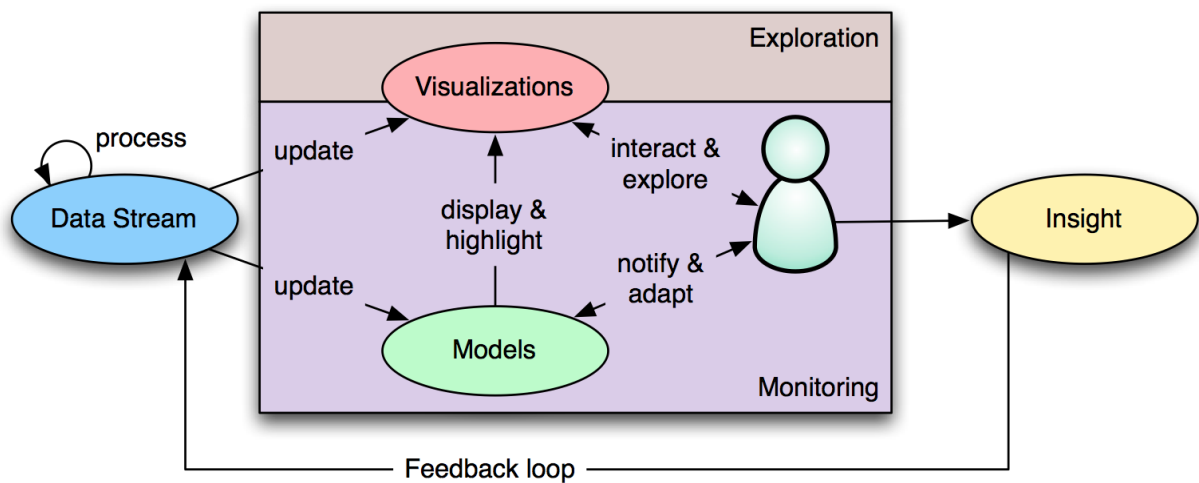 Exploration
Visualizations
process
update
interact &
explore
Data Stream
display &
highlight
Insight
update
notify &
adapt
Models
Monitoring
Feedback loop